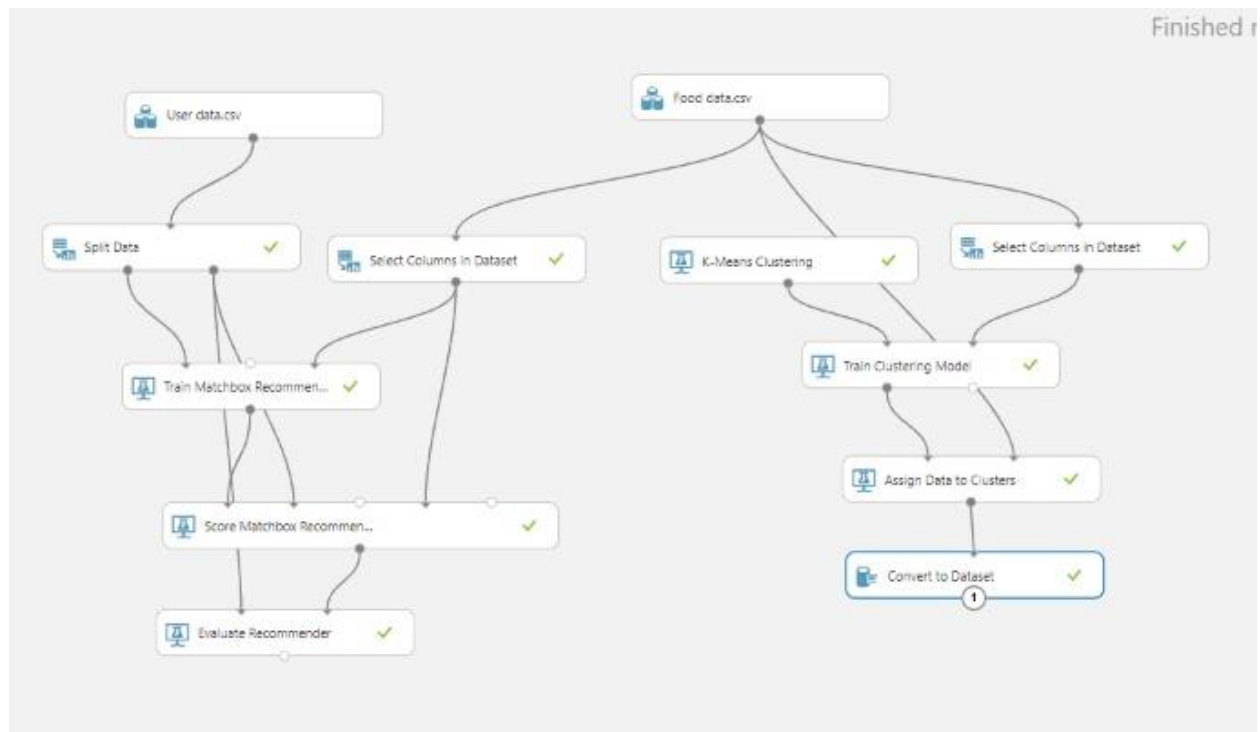 Finished r
User data.csv
Food data.csv
Split Data
Select Columns in Dataset
K-Means Clustering
Select Columns in Dataset
Train Matchbox Recommen...
Train Clustering Model
Assign Data to Clusters
Score Matchbox Recommen...
Convert to Dataset
1
Evaluate Recommender